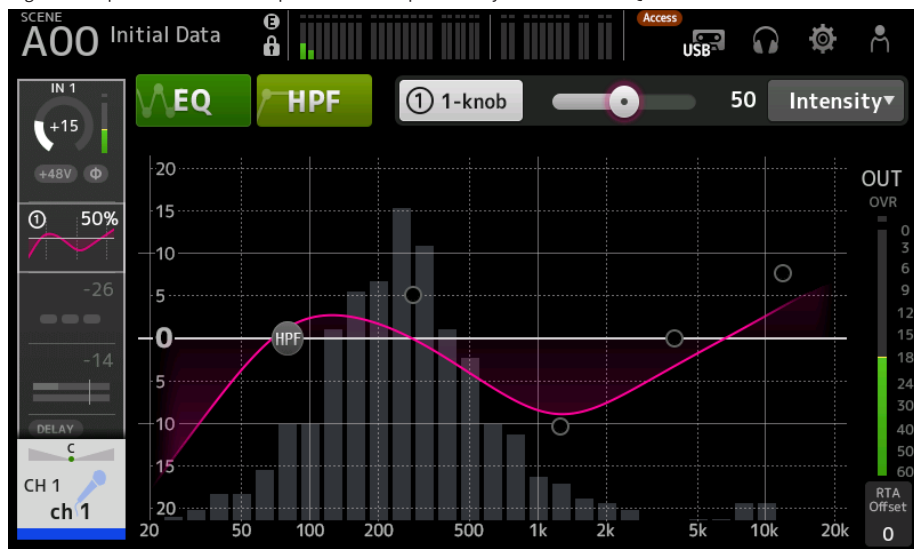 SCENE
A00 Initial Data
E
Access
USB
IN 1
+15
+48V Φ
① 50%
-26
-14
DELAY
C
CH 1
ch 1
EQ
HPF
① 1-knob
50
Intensity▾
20
15
10
5
0
5
10
15
20
HPF
20 50 100 200 500 1k 2k 5k 10k 20k
OUT
OVR
0
3
6
9
12
15
18
24
30
40
50
60
RTA
Offset
0